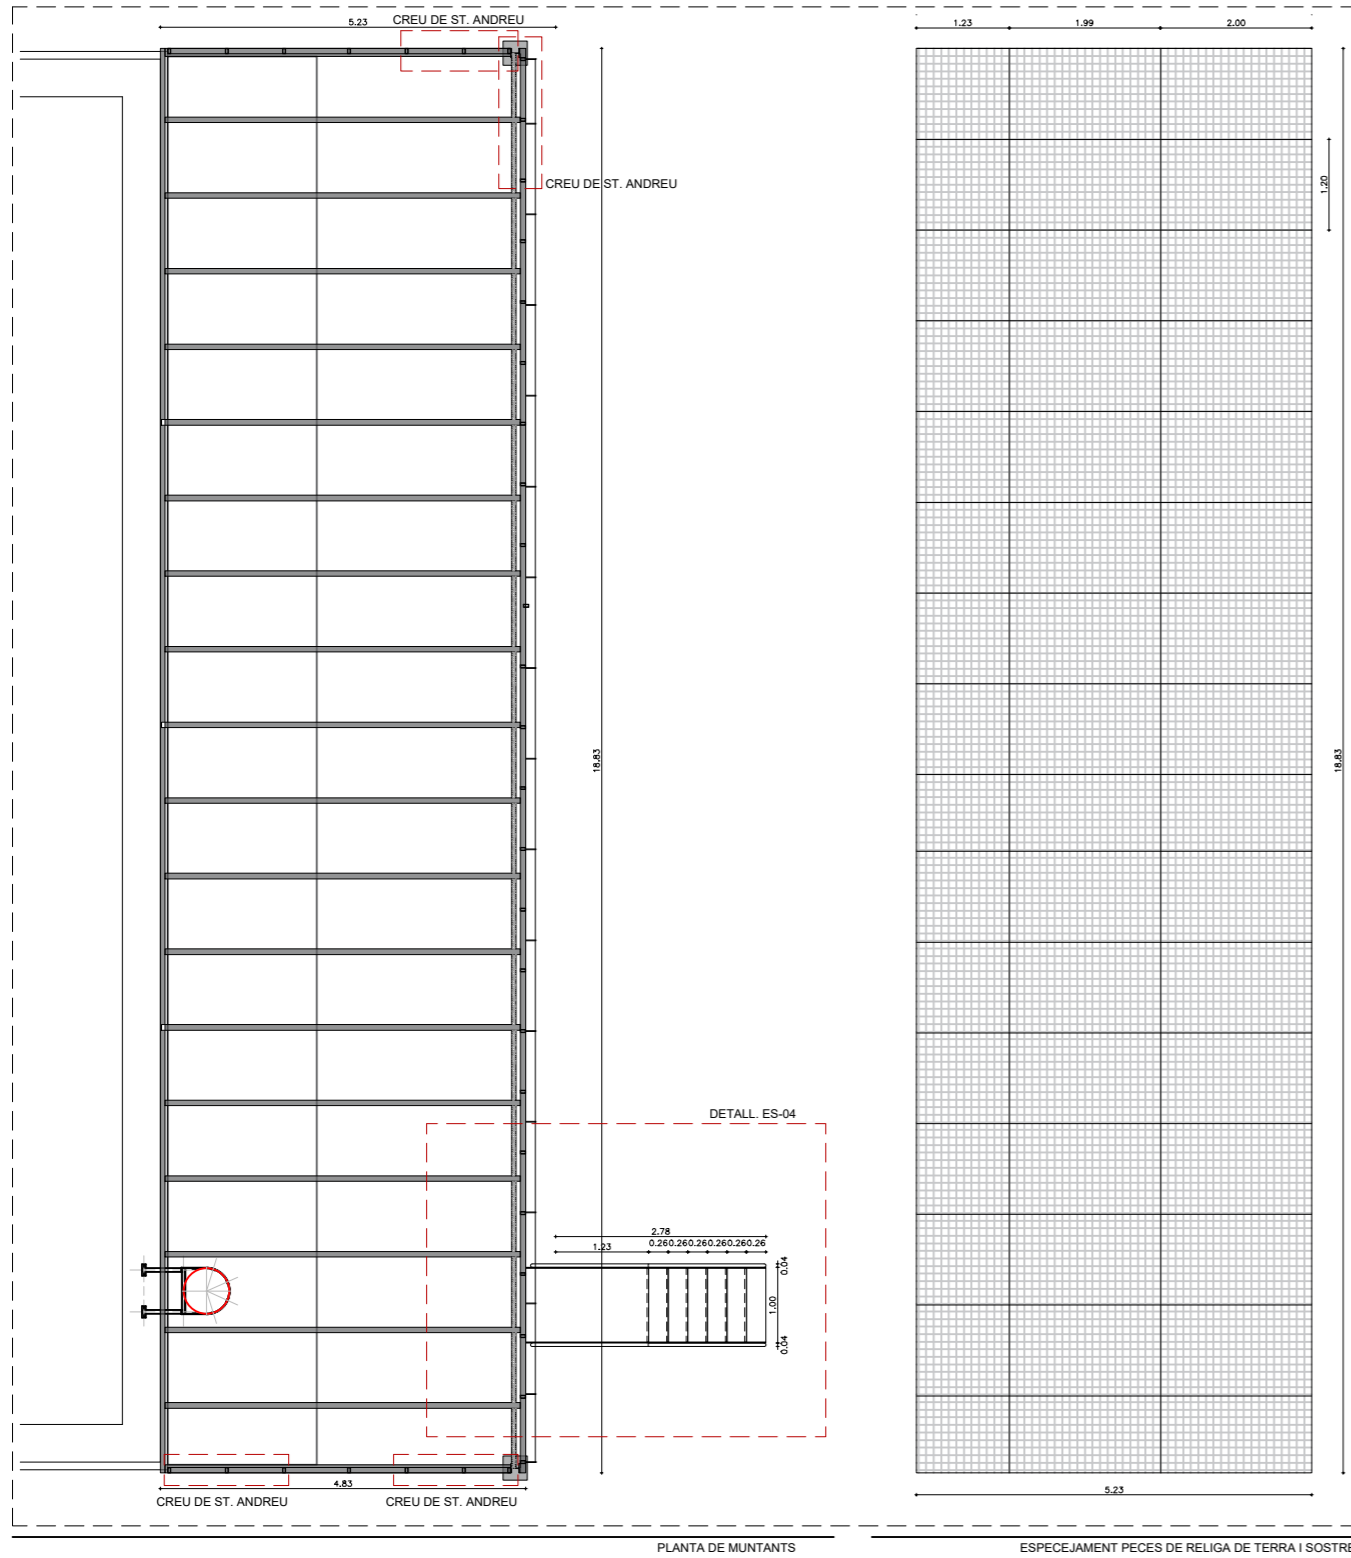 5.23
CREU DE ST. ANDREU
1.23
1.99
2.00
CREU DE ST. ANDREU
1.20
18.83
18.83
DETALL. ES-04
2.78
1.23
0.26
0.26
0.26
0.26
0.26
0.26
0.04
1.00
0.04
4.83
5.23
CREU DE ST. ANDREU
CREU DE ST. ANDREU
PLANTA DE MUNTANTS
ESPECEJAMENT PECES DE RELIGA DE TERRA I SOSTRE